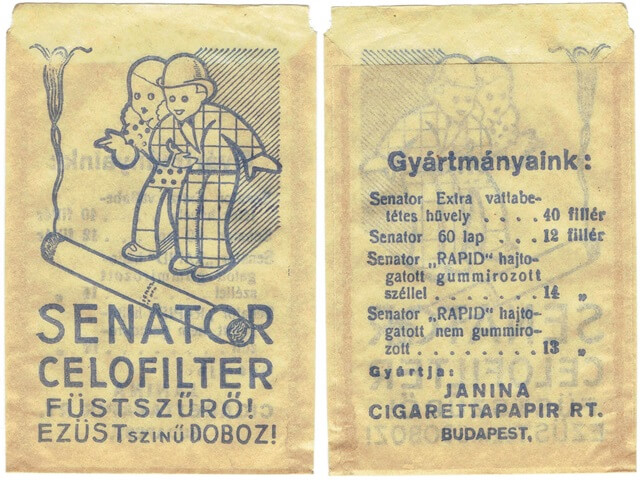 SENATOR
CELOFILTER
FÜSTSZŰRŐ!
EZÜSTSZINŰ DOBOZ!
Gyártmányaink:
Senator Extra vattabe-
tétes hüvely . . . . 40 fillér
Senator 60 lap . . . 12 fillér
Senator „RAPID" hajto-
gatott gummirozott
széllel . . . . . . . 14 „
Senator „RAPID" hajto-
gatott nem gummiro-
zott . . . . . . . . 13 „
Gyártja:
JANINA
CIGARETTAPAPIR RT.
BUDAPEST,